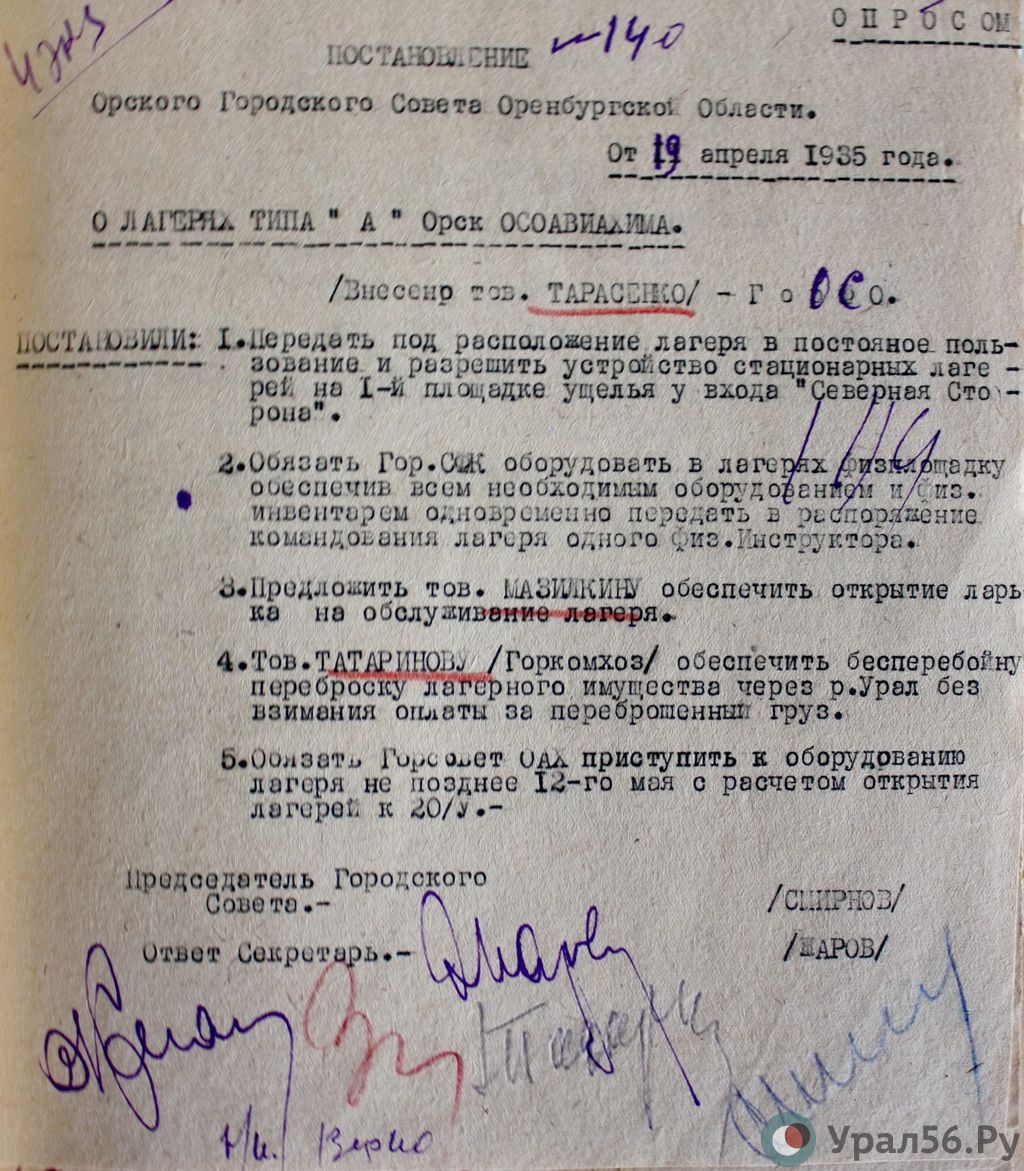 4 экз
ОПРОСОМ
ПОСТАНОВЛЕНИЕ №140
Орского Городского Совета Оренбургской Области.
От 19 апреля 1935 года.
О ЛАГЕРЯХ ТИПА " А " Орск ОСОАВИАХИМА.
/Внесено тов. ТАРАСЕНКО/ -
ПОСТАНОВИЛИ: 1.Передать под расположение лагеря в постояное поль-
зование и разрешить устройство стационарных лаге -
рей на 1-й площадке ущелья у входа "Северная Сто -
рона".
2.Обязать Гор.СФК оборудовать в лагерях физплощадку
обеспечив всем необходимым оборудованием и физ.
инвентарем одновременно передать в распоряжение
командования лагеря одного физ.Инструктора.
3.Предложить тов. МАЗИЛКИНУ обеспечить открытие ларь
ка на обслуживание лагеря.
4.Тов.ТАТАРИНОВУ /Горкомхоз/ обеспечить бесперебойну
переброску лагерного имущества через р.Урал без
взимания оплаты за переброшенный груз.
5.Обязать Горсовет ОАХ приступить к оборудованию
лагеря не позднее 12-го мая с расчетом открытия
лагерей к 20/У.-
Председатель Городского
Совета.- /СМИРНОВ/
Ответ Секретарь.- /ЖАРОВ/
Верно
Урал56.Ру